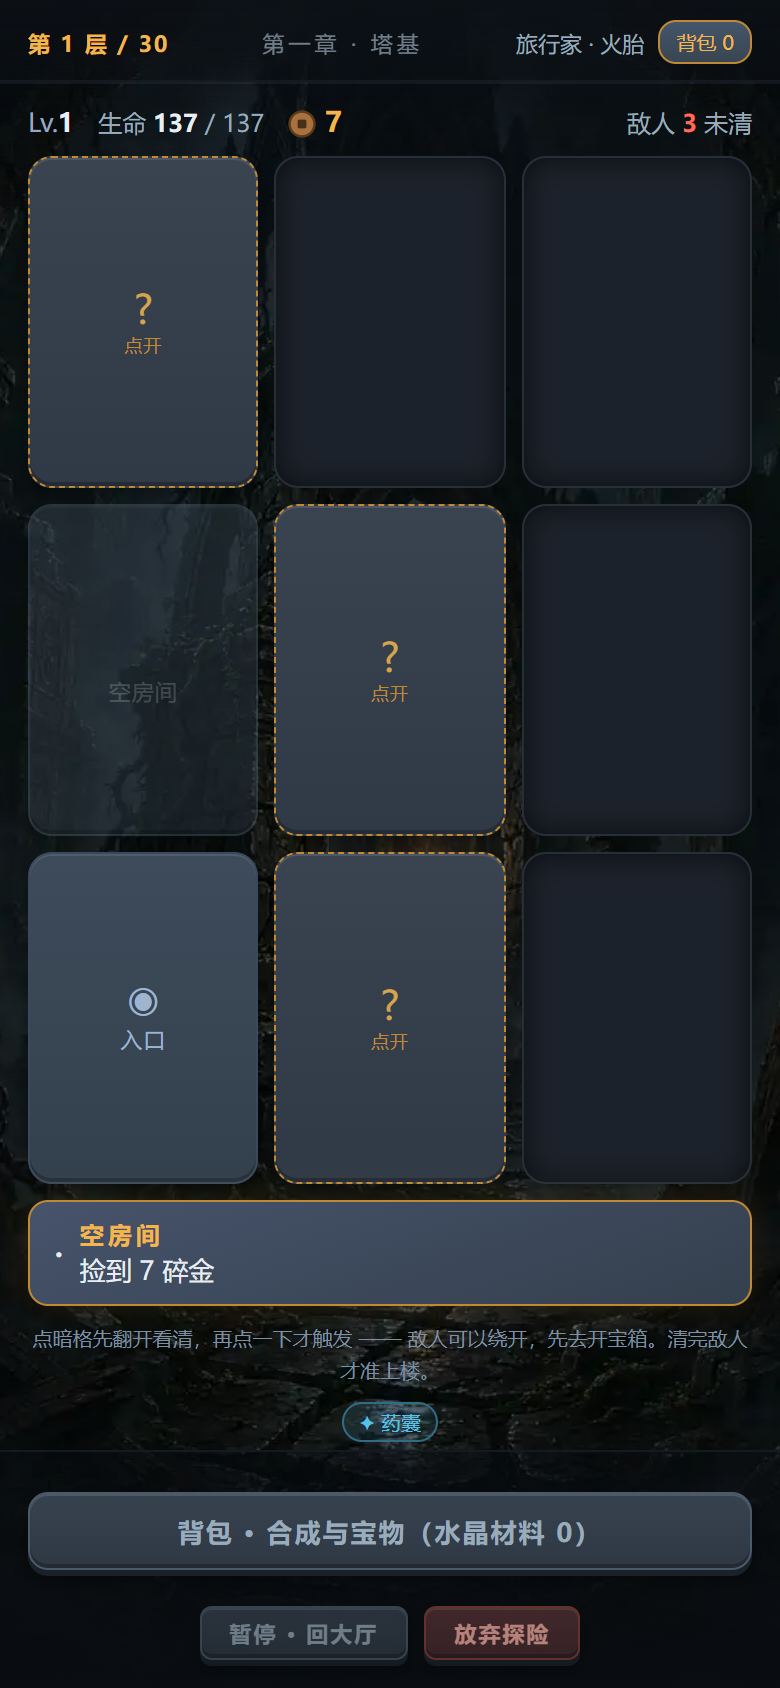 第 1 层 / 30
第一章 · 塔基
旅行家 · 火胎
背包 0
Lv.1
生命 137 / 137
7
敌人 3 未清
?
点开
空房间
?
点开
入口
?
点开
空房间
捡到 7 碎金
点暗格先翻开看清，再点一下才触发 —— 敌人可以绕开，先去开宝箱。清完敌人
才准上楼。
✦ 药囊
背包 · 合成与宝物（水晶材料 0）
暂停 · 回大厅
放弃探险